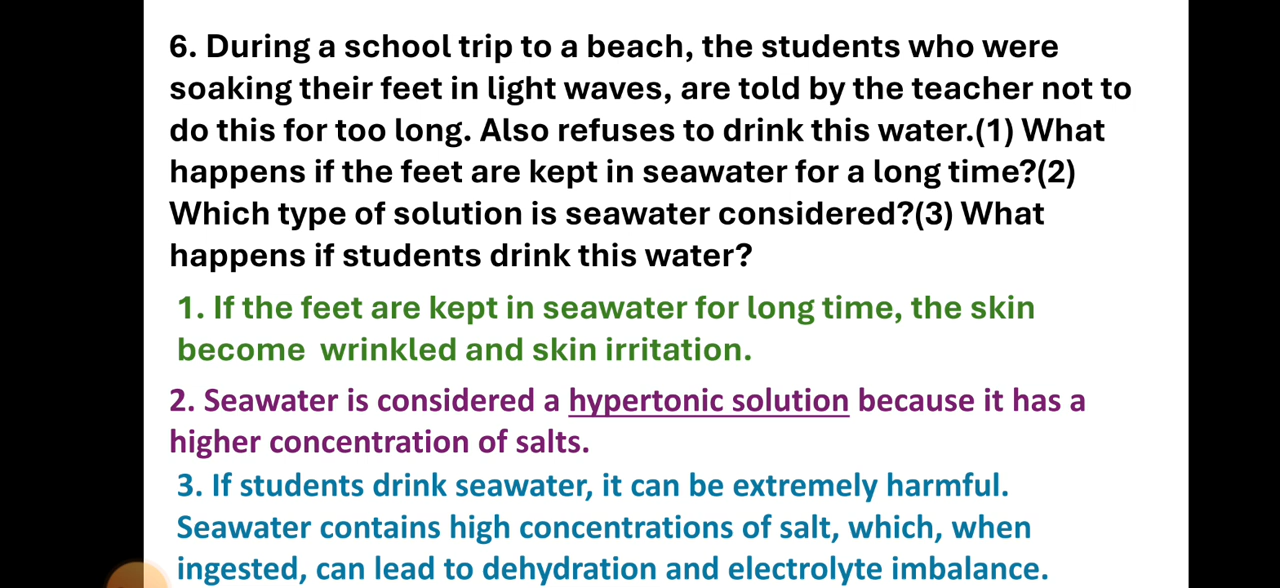 6. During a school trip to a beach, the students who were
soaking their feet in light waves, are told by the teacher not to
do this for too long. Also refuses to drink this water.(1) What
happens if the feet are kept in seawater for a long time?(2)
Which type of solution is seawater considered?(3) What
happens if students drink this water?
1. If the feet are kept in seawater for long time, the skin
become wrinkled and skin irritation.
2. Seawater is considered a hypertonic solution because it has a
higher concentration of salts.
3. If students drink seawater, it can be extremely harmful.
Seawater contains high concentrations of salt, which, when
ingested, can lead to dehydration and electrolyte imbalance.